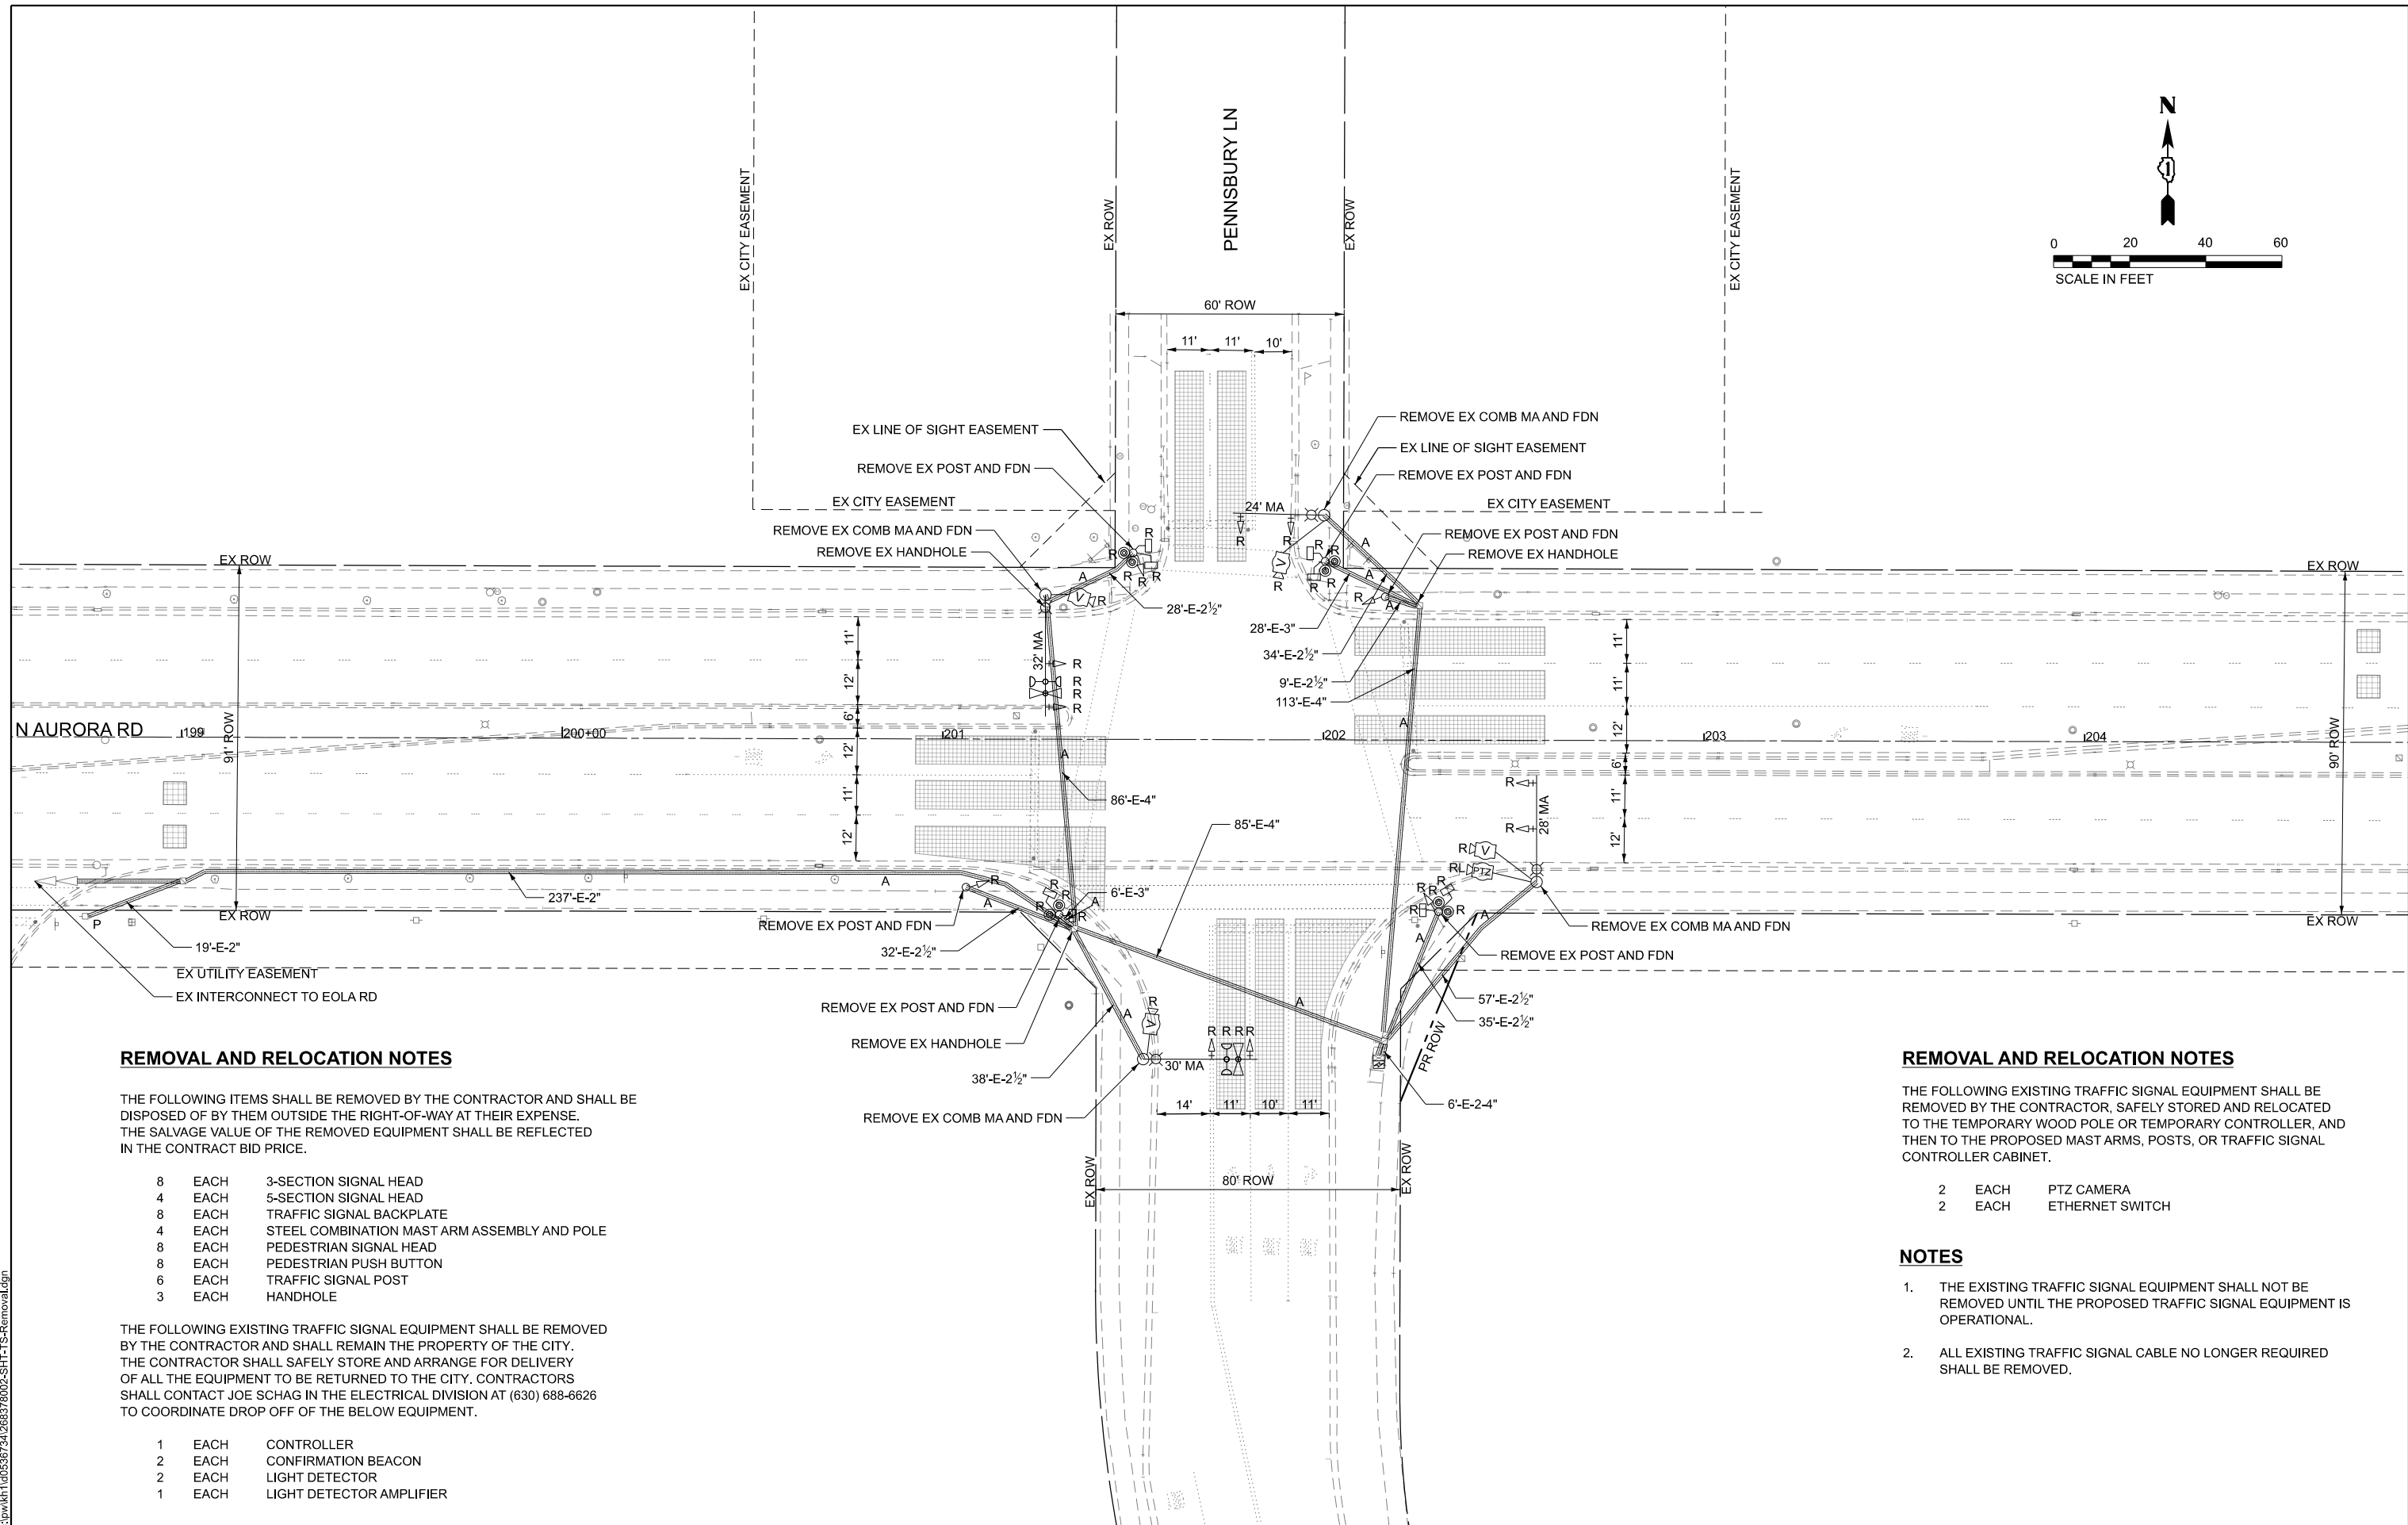 N
1
0 20 40 60
SCALE IN FEET
PENNSBURY LN
EX CITY EASEMENT
EX ROW
EX ROW
EX CITY EASEMENT
60' ROW
11' 11' 10'
EX LINE OF SIGHT EASEMENT
REMOVE EX POST AND FDN
EX CITY EASEMENT
REMOVE EX COMB MA AND FDN
REMOVE EX HANDHOLE
REMOVE EX COMB MA AND FDN
EX LINE OF SIGHT EASEMENT
REMOVE EX POST AND FDN
EX CITY EASEMENT
REMOVE EX POST AND FDN
REMOVE EX HANDHOLE
24' MA
R R
R R R R R
A
V R
R R R
V
R
A A A
R
EX ROW
EX ROW
28'-E-2½"
28'-E-3"
34'-E-2½"
9'-E-2½"
113'-E-4"
32' MA
R
R
R
R
11'
12'
6'
12'
11'
12'
11'
11'
12'
6'
11'
12'
N AURORA RD
199 200+00 201 202 203 204
91' ROW
90' ROW
A
A
86'-E-4"
85'-E-4"
R
R
28' MA
R V
RL PTZ
A
R
R R R
R R R R R
6'-E-3"
A
A
A
A
237'-E-2"
EX ROW
EX ROW
P
19'-E-2"
EX UTILITY EASEMENT
EX INTERCONNECT TO EOLA RD
REMOVE EX POST AND FDN
32'-E-2½"
REMOVE EX POST AND FDN
REMOVE EX HANDHOLE
38'-E-2½"
REMOVE EX COMB MA AND FDN
REMOVE EX COMB MA AND FDN
REMOVE EX POST AND FDN
57'-E-2½"
35'-E-2½"
PR ROW
6'-E-2-4"
A
A
R
V
R R R R
30' MA
14' 11' 10' 11'
EX ROW
EX ROW
80' ROW
REMOVAL AND RELOCATION NOTES
THE FOLLOWING ITEMS SHALL BE REMOVED BY THE CONTRACTOR AND SHALL BE
DISPOSED OF BY THEM OUTSIDE THE RIGHT-OF-WAY AT THEIR EXPENSE.
THE SALVAGE VALUE OF THE REMOVED EQUIPMENT SHALL BE REFLECTED
IN THE CONTRACT BID PRICE.
8 EACH 3-SECTION SIGNAL HEAD
4 EACH 5-SECTION SIGNAL HEAD
8 EACH TRAFFIC SIGNAL BACKPLATE
4 EACH STEEL COMBINATION MAST ARM ASSEMBLY AND POLE
8 EACH PEDESTRIAN SIGNAL HEAD
8 EACH PEDESTRIAN PUSH BUTTON
6 EACH TRAFFIC SIGNAL POST
3 EACH HANDHOLE
THE FOLLOWING EXISTING TRAFFIC SIGNAL EQUIPMENT SHALL BE REMOVED
BY THE CONTRACTOR AND SHALL REMAIN THE PROPERTY OF THE CITY.
THE CONTRACTOR SHALL SAFELY STORE AND ARRANGE FOR DELIVERY
OF ALL THE EQUIPMENT TO BE RETURNED TO THE CITY. CONTRACTORS
SHALL CONTACT JOE SCHAG IN THE ELECTRICAL DIVISION AT (630) 688-6626
TO COORDINATE DROP OFF OF THE BELOW EQUIPMENT.
1 EACH CONTROLLER
2 EACH CONFIRMATION BEACON
2 EACH LIGHT DETECTOR
1 EACH LIGHT DETECTOR AMPLIFIER
REMOVAL AND RELOCATION NOTES
THE FOLLOWING EXISTING TRAFFIC SIGNAL EQUIPMENT SHALL BE
REMOVED BY THE CONTRACTOR, SAFELY STORED AND RELOCATED
TO THE TEMPORARY WOOD POLE OR TEMPORARY CONTROLLER, AND
THEN TO THE PROPOSED MAST ARMS, POSTS, OR TRAFFIC SIGNAL
CONTROLLER CABINET.
2 EACH PTZ CAMERA
2 EACH ETHERNET SWITCH
NOTES
1. THE EXISTING TRAFFIC SIGNAL EQUIPMENT SHALL NOT BE
REMOVED UNTIL THE PROPOSED TRAFFIC SIGNAL EQUIPMENT IS
OPERATIONAL.
2. ALL EXISTING TRAFFIC SIGNAL CABLE NO LONGER REQUIRED
SHALL BE REMOVED.